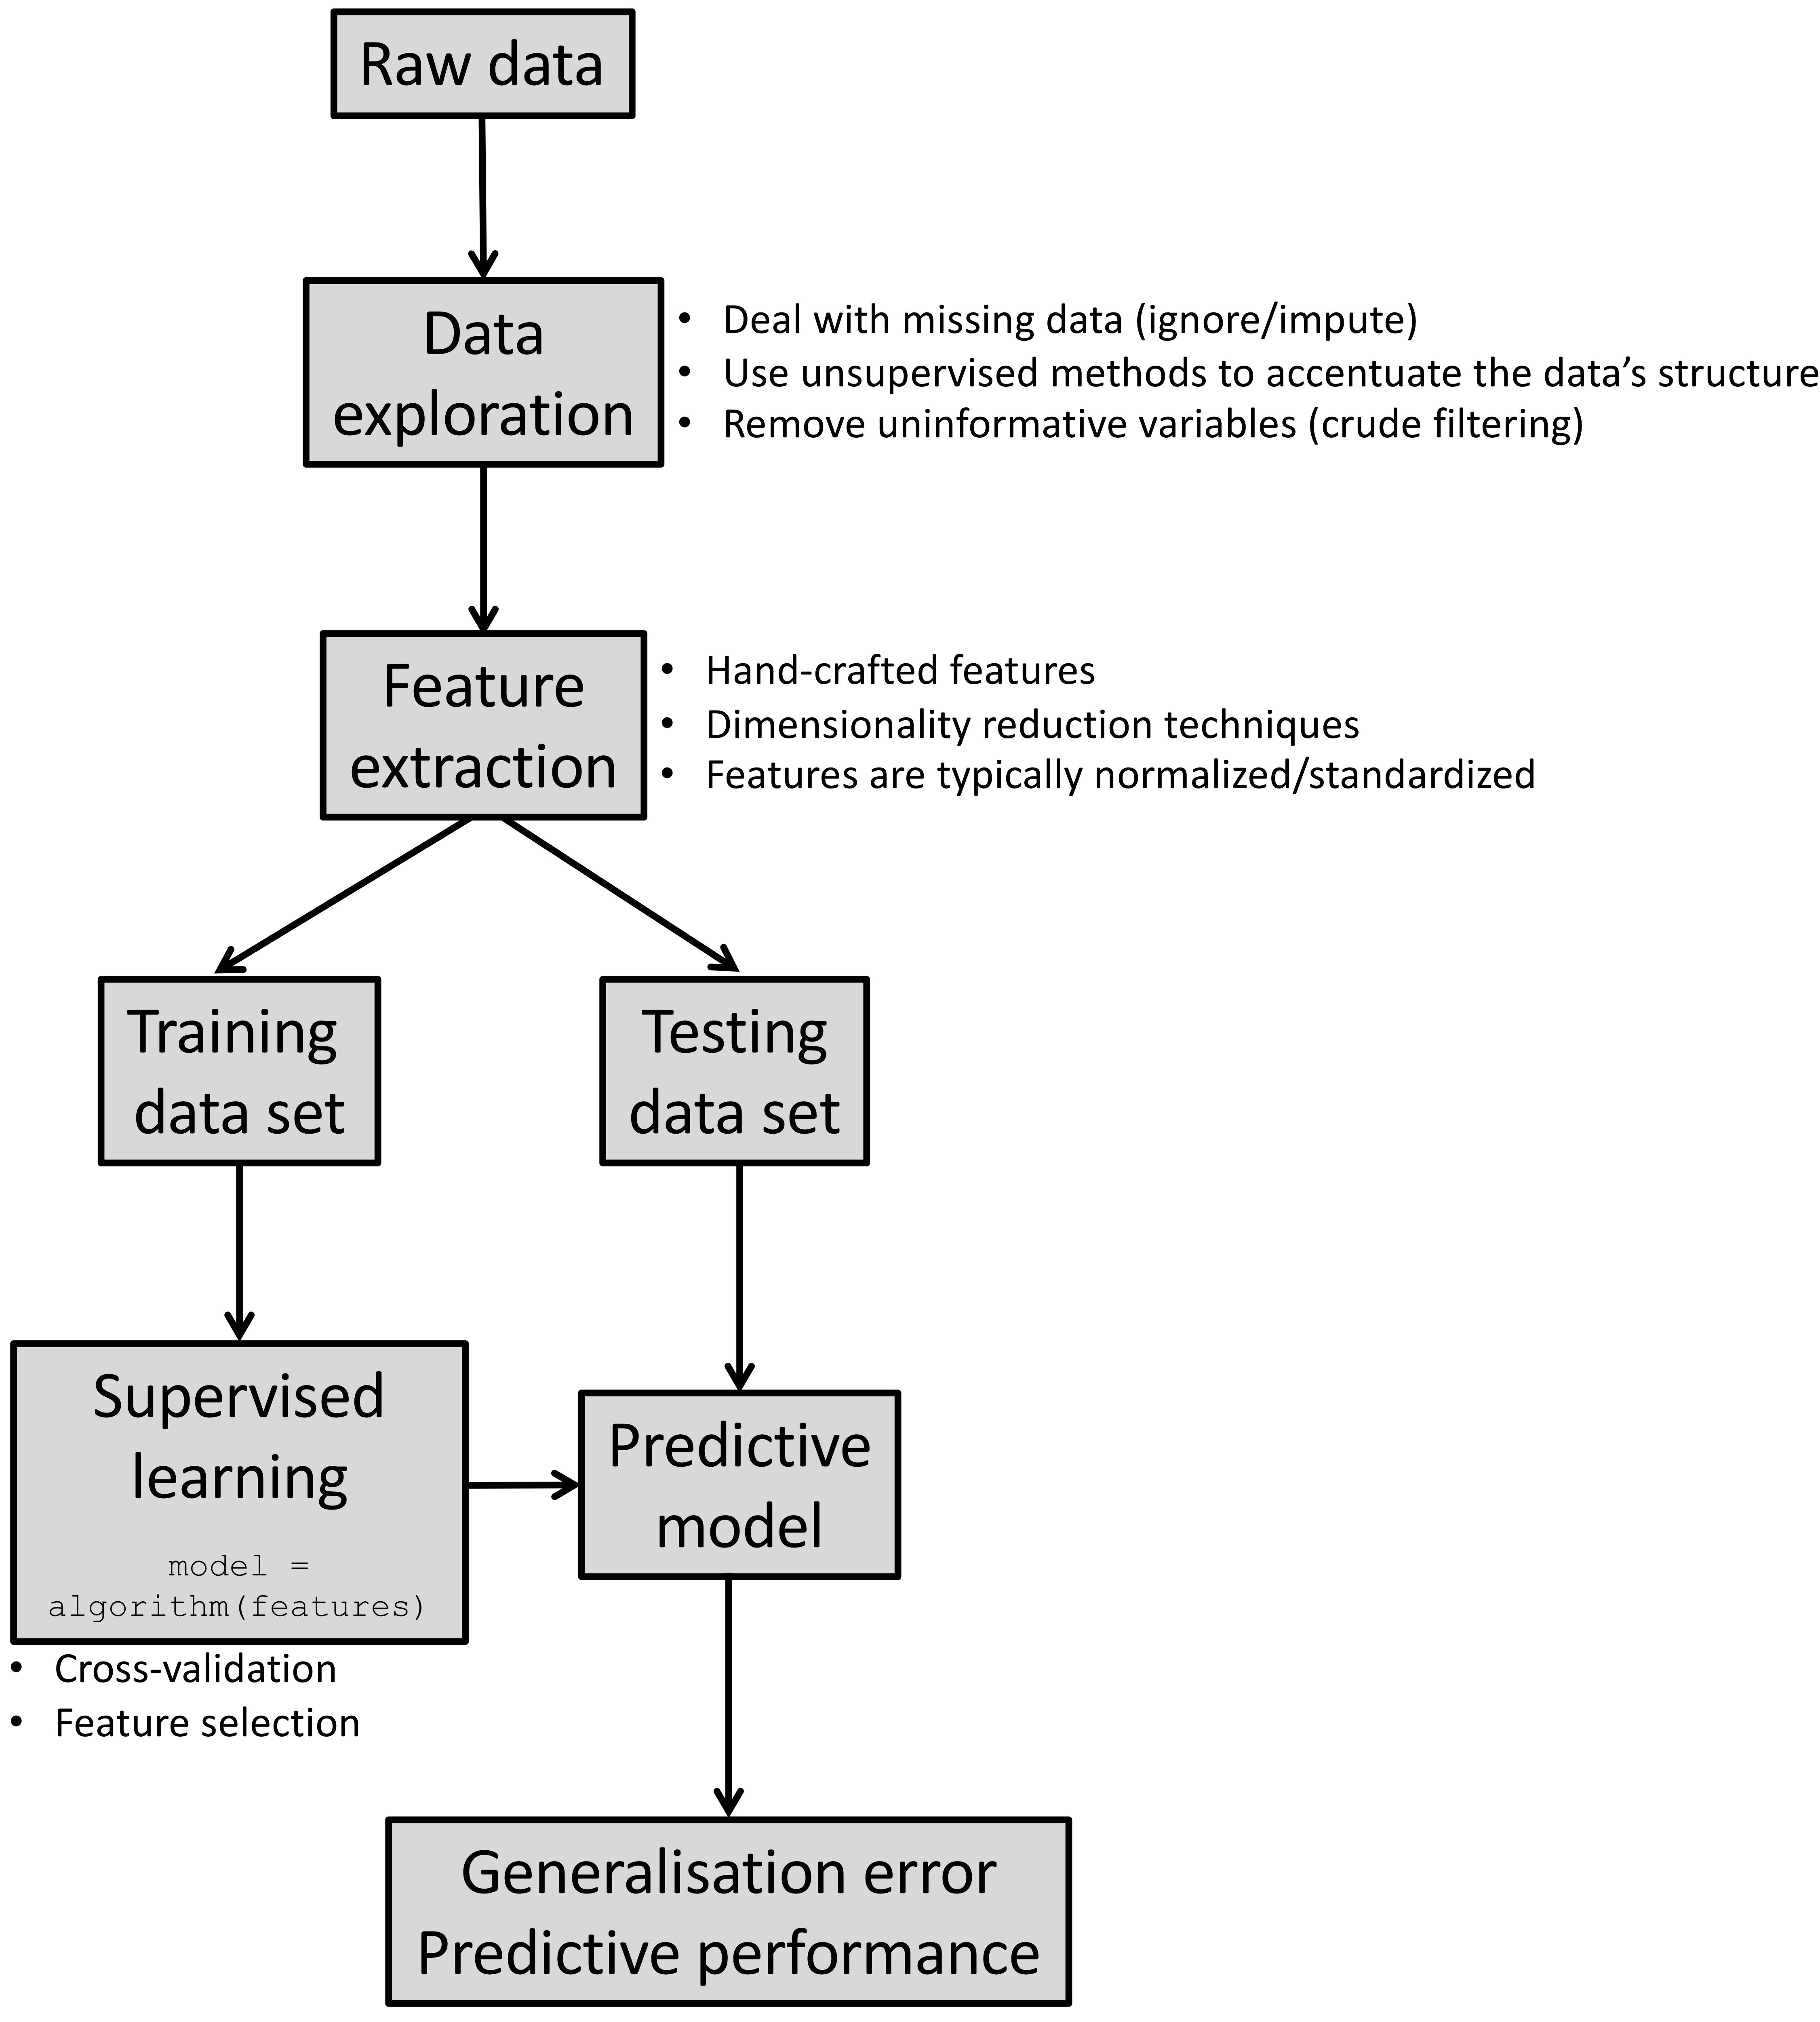 Raw data
Data
exploration
• Deal with missing data (ignore/impute)
• Use unsupervised methods to accentuate the data’s structure
• Remove uninformative variables (crude filtering)
Feature
extraction
• Hand-crafted features
• Dimensionality reduction techniques
• Features are typically normalized/standardized
Training
data set
Testing
data set
Supervised
learning
model =
algorithm(features)
• Cross-validation
• Feature selection
Predictive
model
Generalisation error
Predictive performance